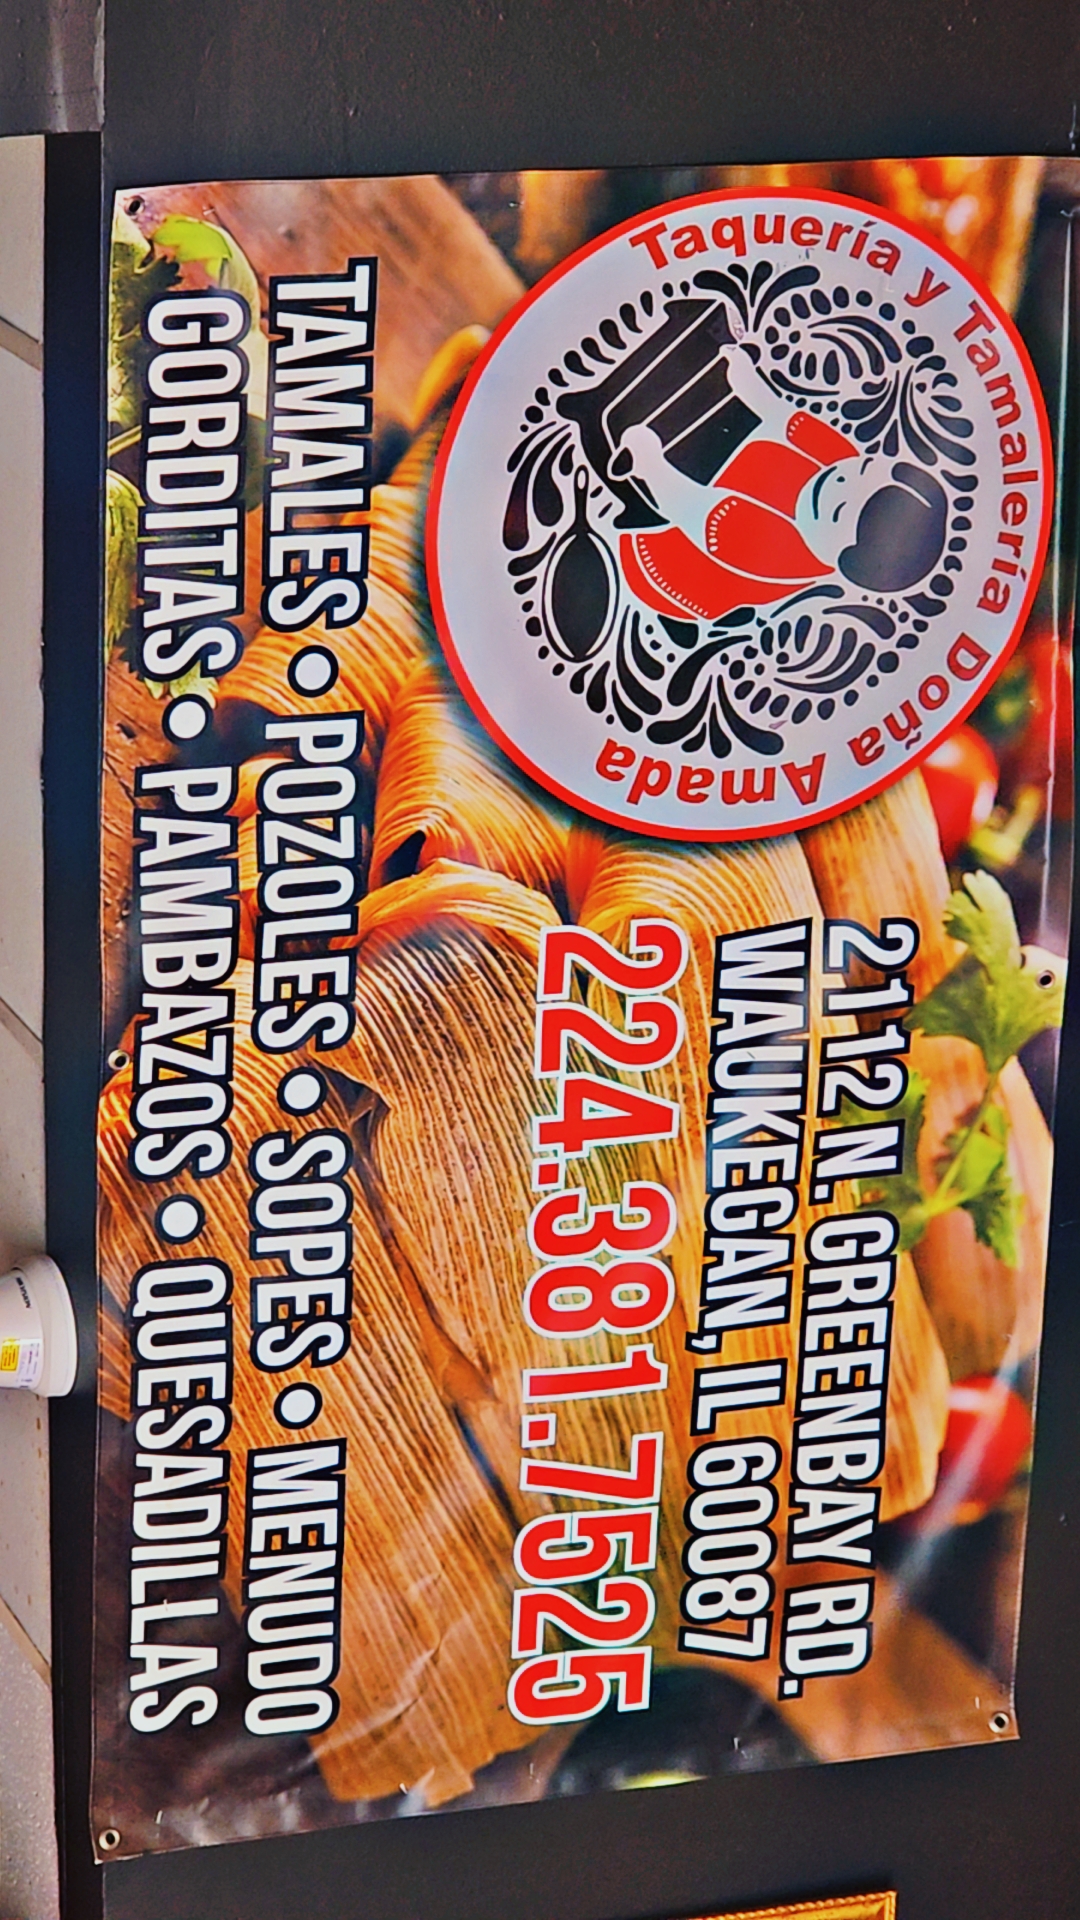 Taquería y Tamalería Doña Amada
2112 N. GREENBAY RD.
WAUKEGAN, IL 60087
224.381.7525
TAMALES • POZOLES • SOPES • MENUDO
GORDITAS • PAMBAZOS • QUESADILLAS